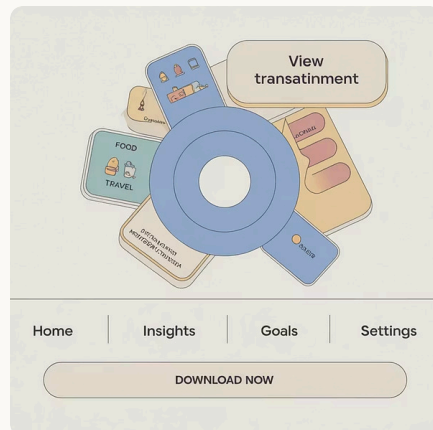 View
transatinment
FOOD
TRAVEL
Home
Insights
Goals
Settings
DOWNLOAD NOW